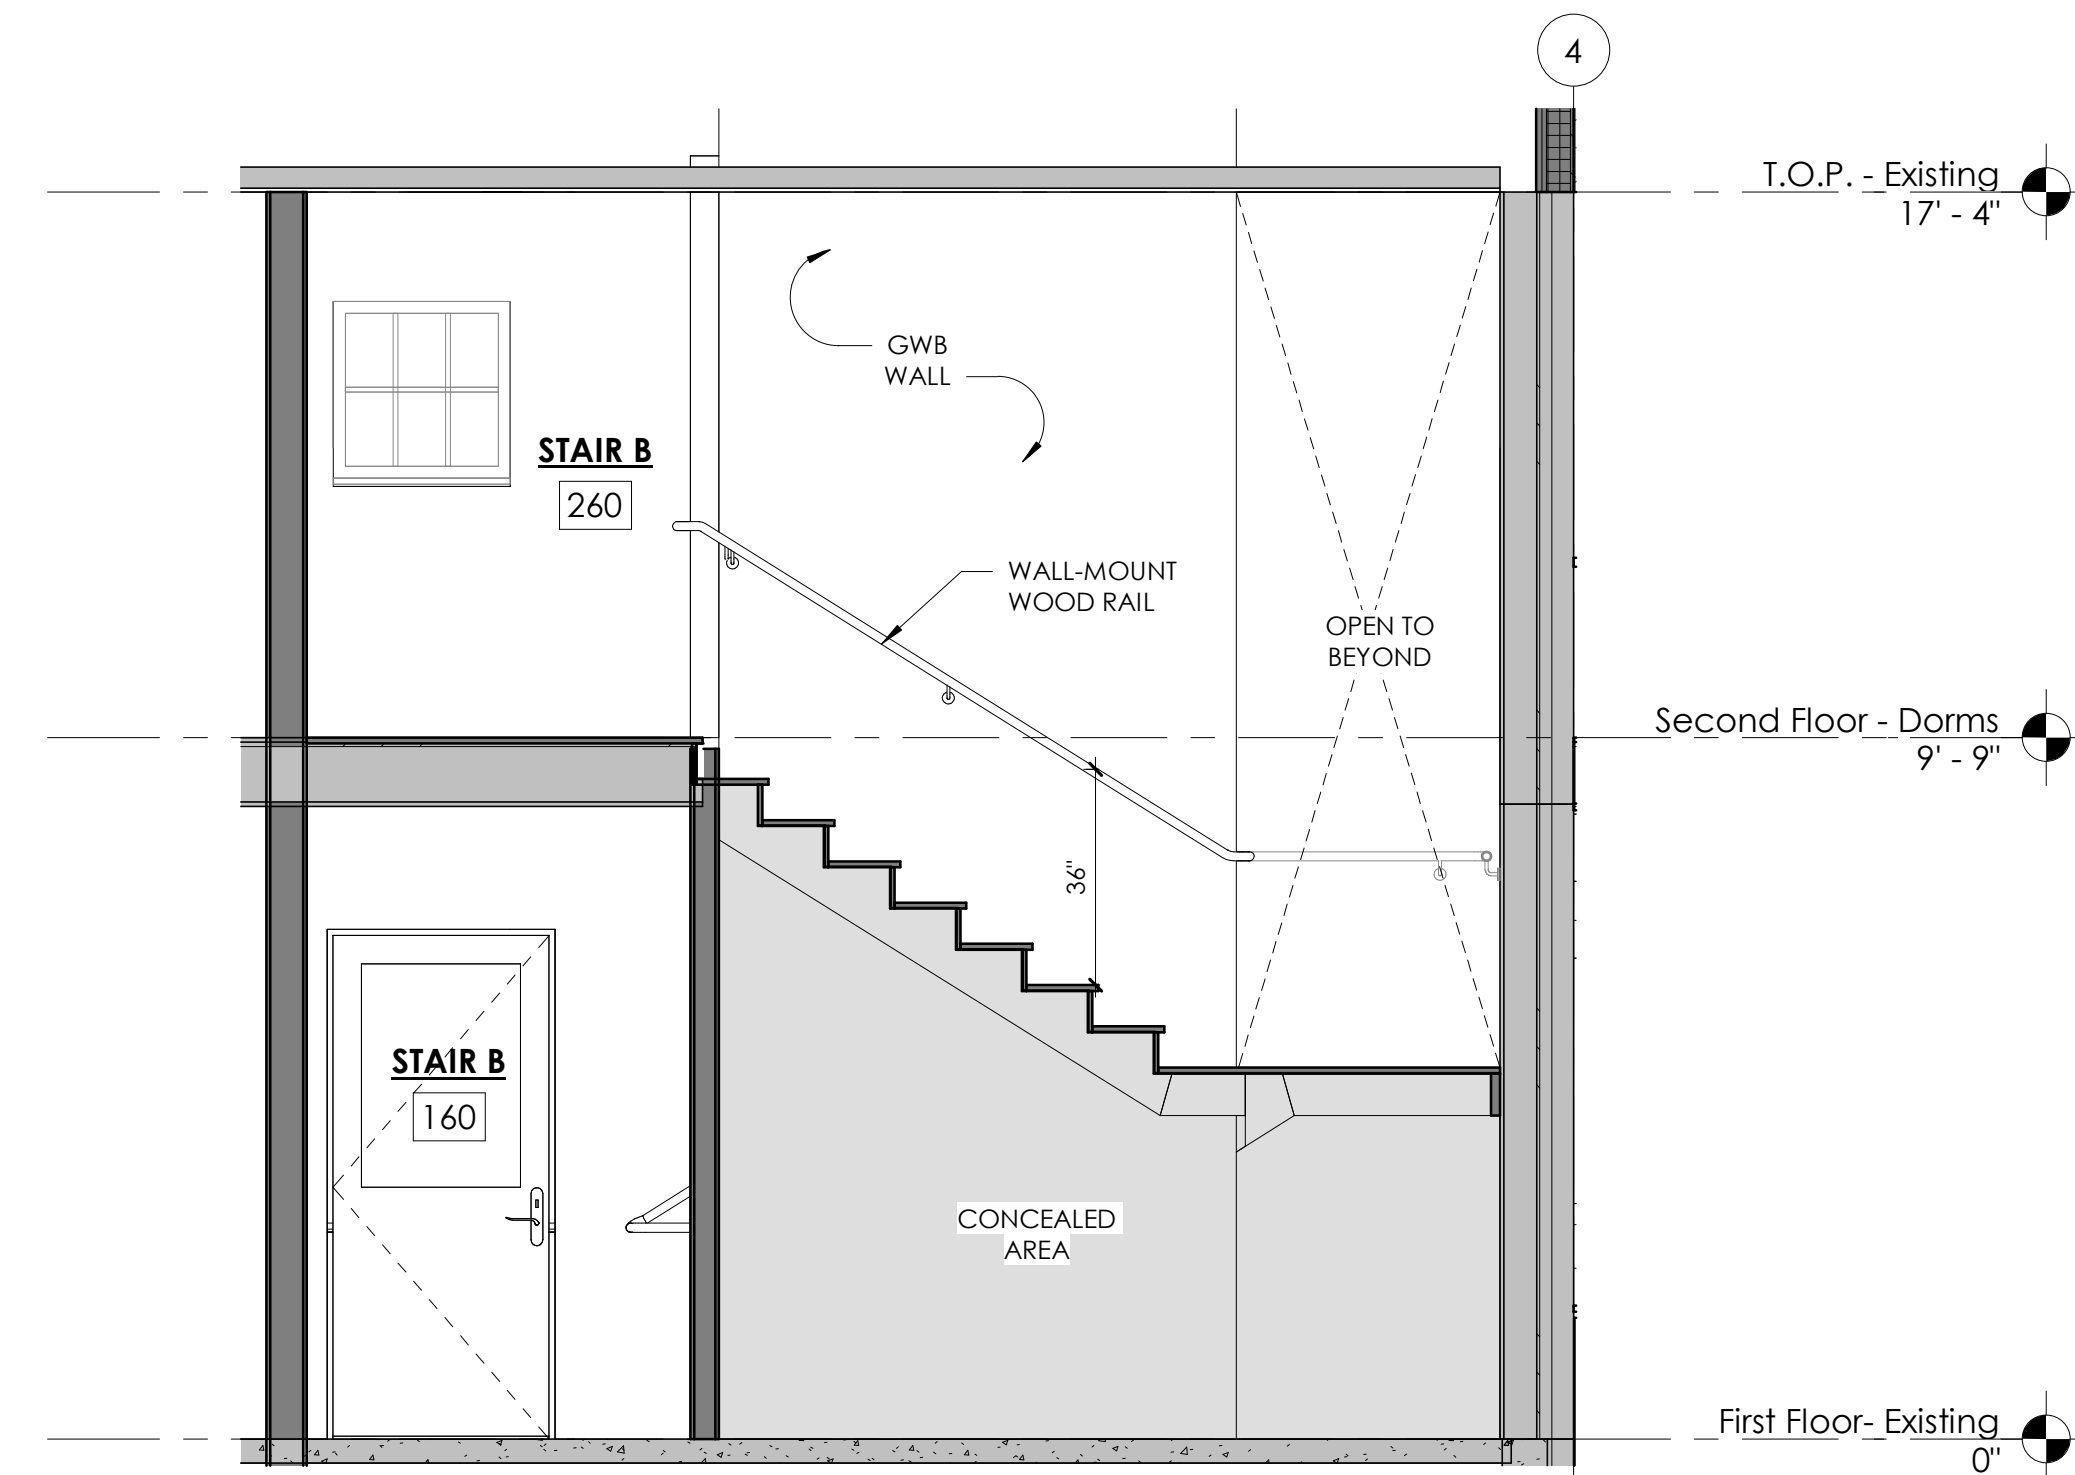 4
T.O.P. - Existing
17' - 4"
GWB
WALL
STAIR B
260
WALL-MOUNT
WOOD RAIL
OPEN TO
BEYOND
Second Floor - Dorms
9' - 9"
36"
STAIR B
160
CONCEALED
AREA
First Floor- Existing
0"